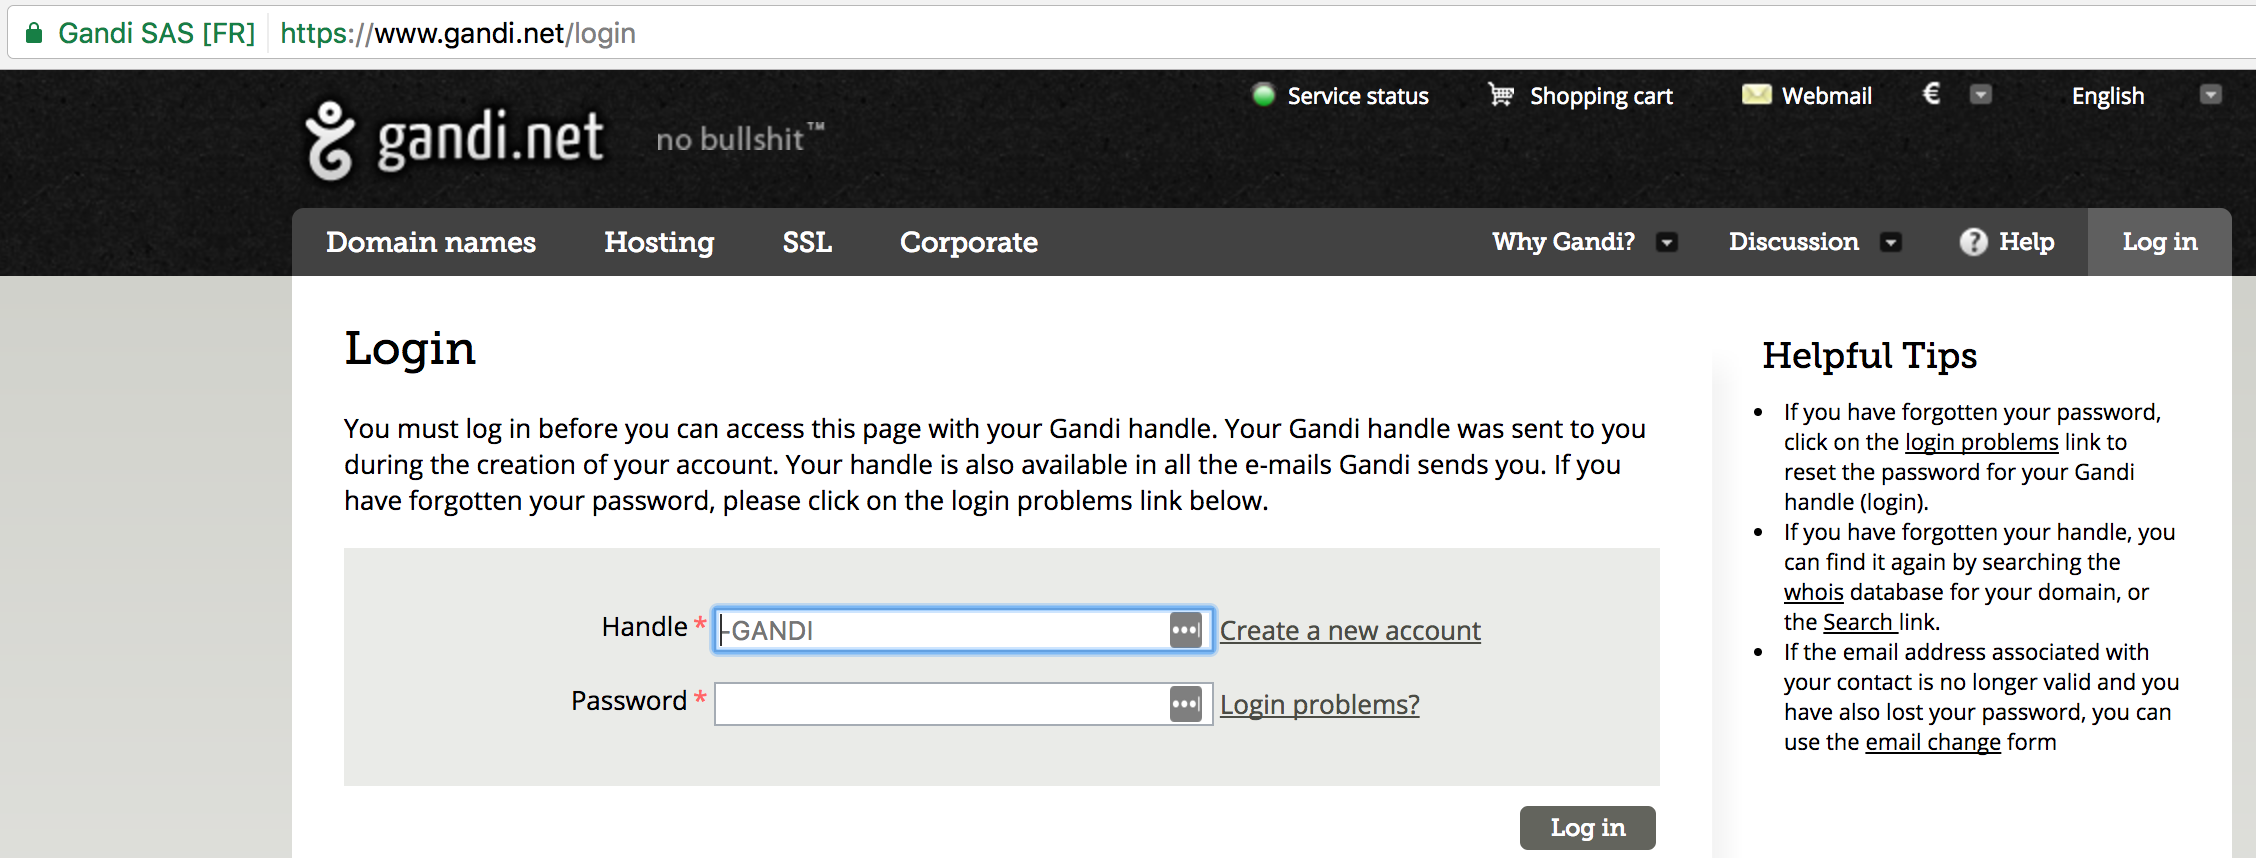 Gandi SAS [FR] https://www.gandi.net/login
Service status Shopping cart Webmail € English
gandi.net no bullshit™
Domain names Hosting SSL Corporate Why Gandi? Discussion ? Help Log in
Login
You must log in before you can access this page with your Gandi handle. Your Gandi handle was sent to you
during the creation of your account. Your handle is also available in all the e-mails Gandi sends you. If you
have forgotten your password, please click on the login problems link below.
Handle * -GANDI Create a new account
Password * Login problems?
Log in
Helpful Tips
• If you have forgotten your password,
click on the login problems link to
reset the password for your Gandi
handle (login).
• If you have forgotten your handle, you
can find it again by searching the
whois database for your domain, or
the Search link.
• If the email address associated with
your contact is no longer valid and you
have also lost your password, you can
use the email change form